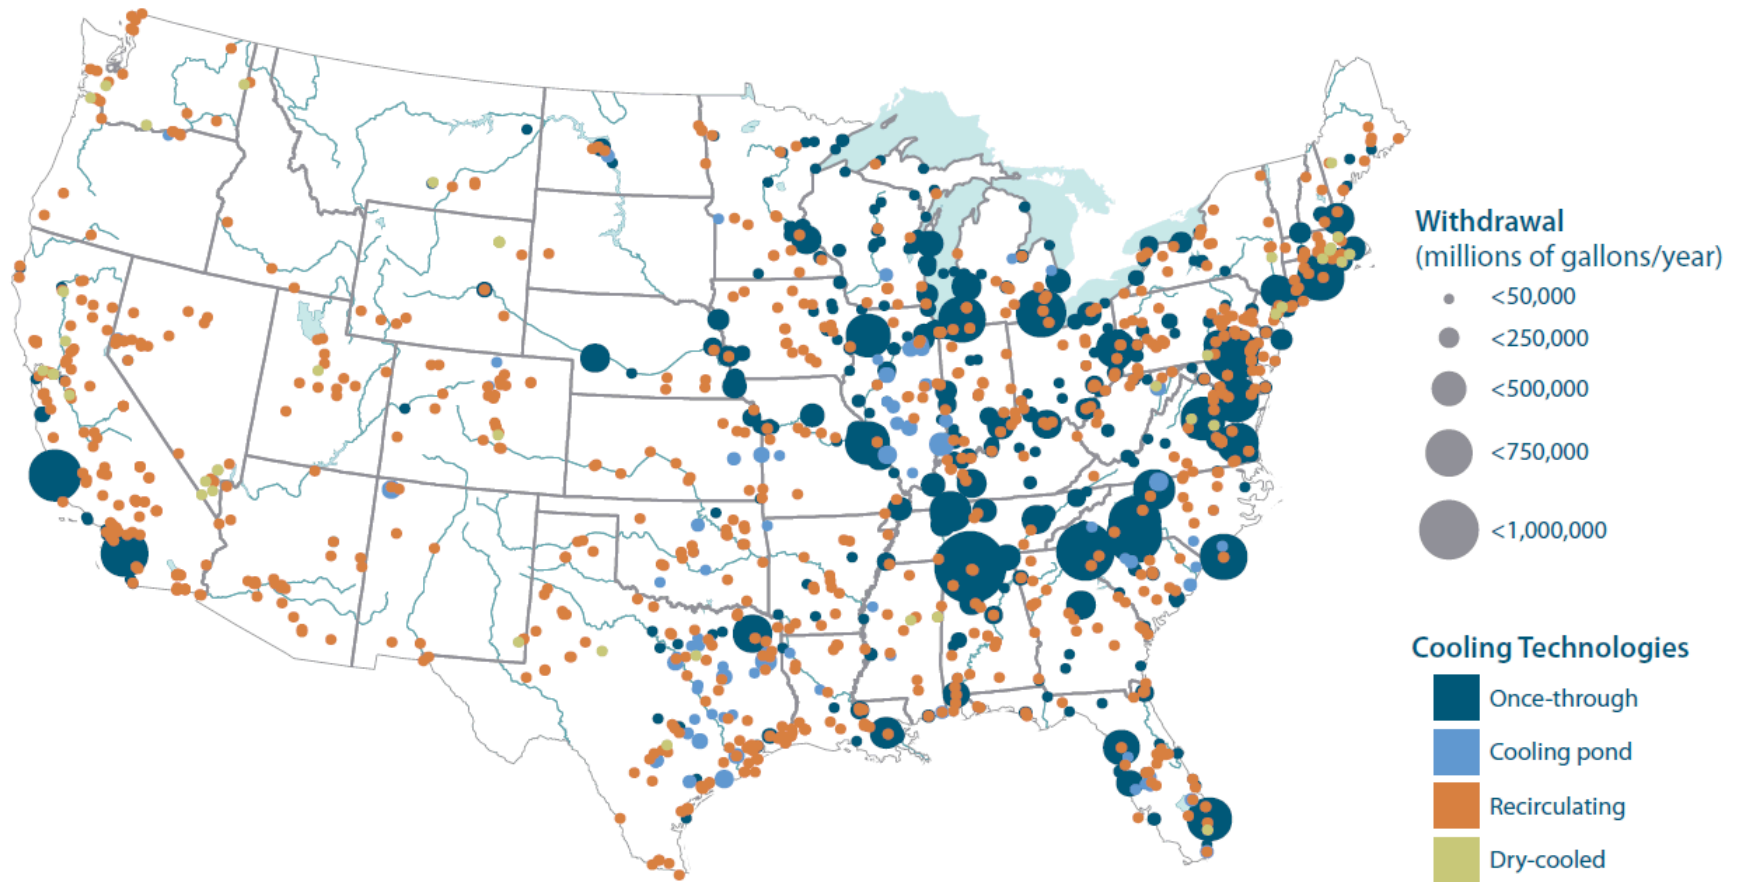 Withdrawal
(millions of gallons/year)
<50,000
<250,000
<500,000
<750,000
<1,000,000
Cooling Technologies
Once-through
Cooling pond
Recirculating
Dry-cooled